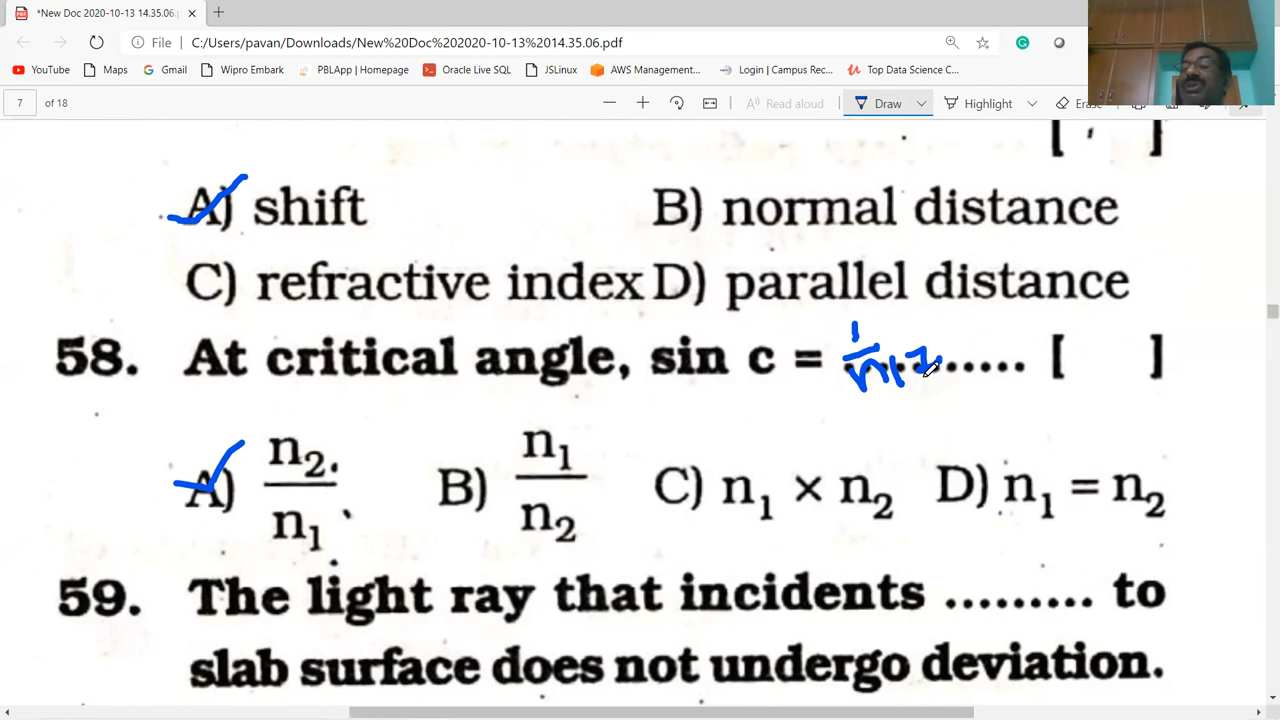 *New Doc 2020-10-13 14.35.06.p
File C:/Users/pavan/Downloads/New%20Doc%202020-10-13%2014.35.06.pdf
YouTube Maps Gmail Wipro Embark PBLApp | Homepage Oracle Live SQL JSLinux AWS Management... Login | Campus Rec... Top Data Science C...
7 of 18 Read aloud Draw Highlight Erase
[ ]
A) shift B) normal distance
C) refractive index D) parallel distance
58. At critical angle, sin c = ......... [ ]
1/n12
A) n₂/n₁ B) n₁/n₂ C) n₁ × n₂ D) n₁ = n₂
59. The light ray that incidents ......... to
slab surface does not undergo deviation.